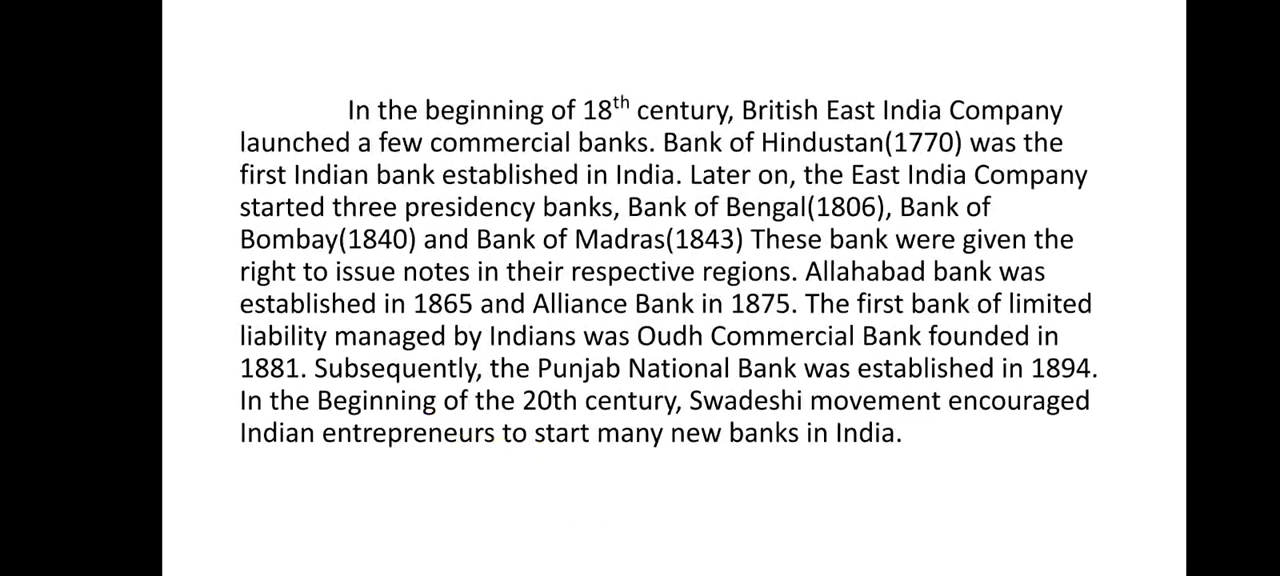 In the beginning of 18th century, British East India Company
launched a few commercial banks. Bank of Hindustan(1770) was the
first Indian bank established in India. Later on, the East India Company
started three presidency banks, Bank of Bengal(1806), Bank of
Bombay(1840) and Bank of Madras(1843) These bank were given the
right to issue notes in their respective regions. Allahabad bank was
established in 1865 and Alliance Bank in 1875. The first bank of limited
liability managed by Indians was Oudh Commercial Bank founded in
1881. Subsequently, the Punjab National Bank was established in 1894.
In the Beginning of the 20th century, Swadeshi movement encouraged
Indian entrepreneurs to start many new banks in India.